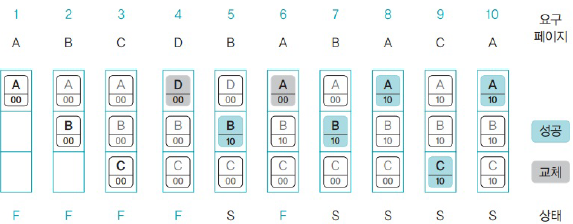 1 2 3 4 5 6 7 8 9 10 요구
페이지
A B C D B A B A C A
A A A D D A A A A A
00 00 00 00 00 00 00 10 10 10
B B B B B B B B B
00 00 00 10 10 10 10 10 10
성공
C C C C C C C C
00 00 00 00 00 00 10 10
교체
F F F F S F S S S S 상태